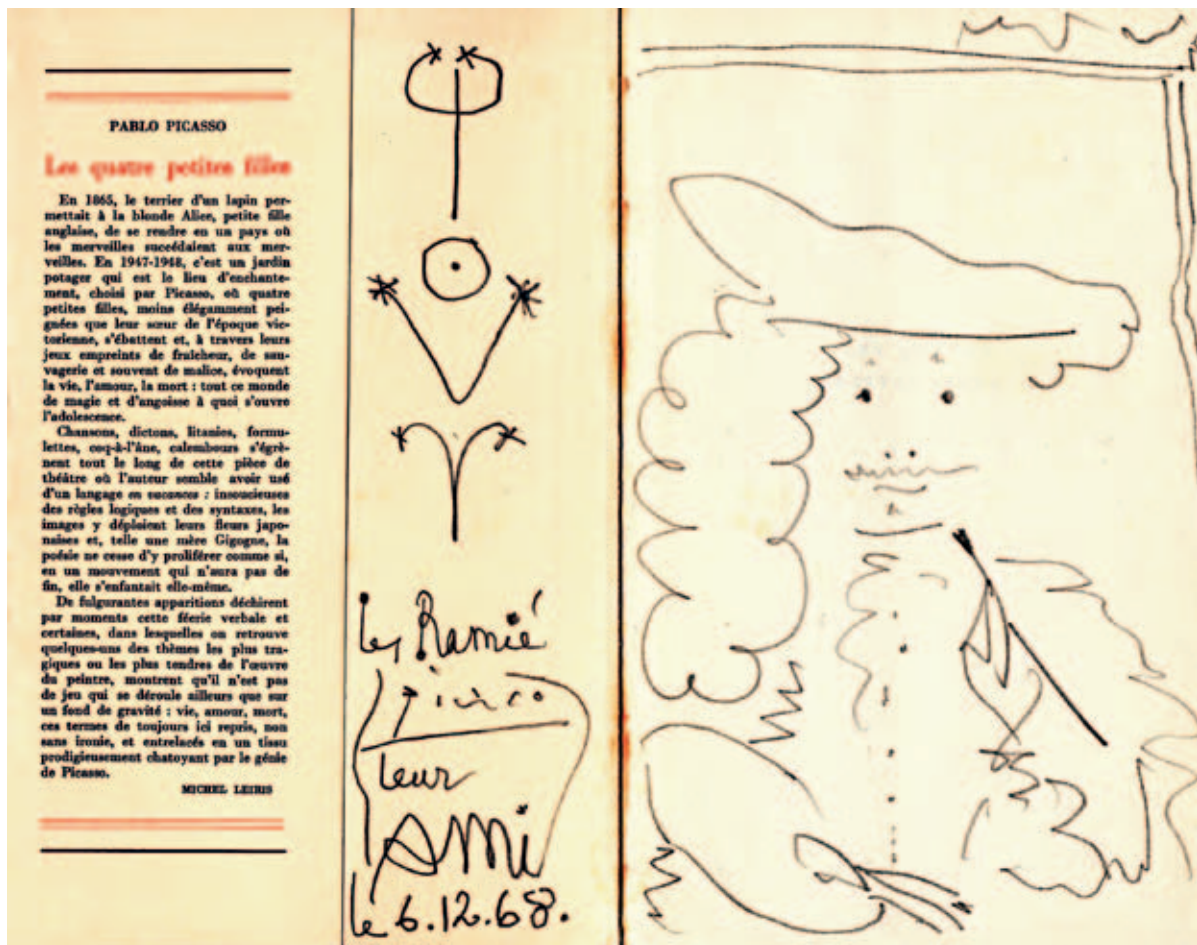 PABLO PICASSO
Les quatre petites filles
En 1865, le terrier d'un lapin per-
mettait à la blonde Alice, petite fille
anglaise, de se rendre en un pays où
les merveilles succédaient aux mer-
veilles. En 1947-1948, c'est un jardin
potager qui est le lieu d'enchante-
ment, choisi par Picasso, où quatre
petites filles, moins élégamment pei-
gnées que leur sœur de l'époque vic-
torienne, s'ébattent et, à travers leurs
jeux empreints de fraîcheur, de sau-
vagerie et souvent de malice, évoquent
la vie, l'amour, la mort : tout ce monde
de magie et d'angoisse à quoi s'ouvre
l'adolescence.
Chansons, dictons, litanies, formu-
lettes, coq-à-l'âne, calembours s'égrè-
nent tout le long de cette pièce de
théâtre où l'auteur semble avoir usé
d'un langage en vacances : insoucieuses
des règles logiques et des syntaxes, les
images y déploient leurs fleurs japo-
naises et, telle une mère Gigogne, la
poésie ne cesse d'y proliférer comme si,
en un mouvement qui n'aura pas de
fin, elle s'enfantait elle-même.
De fulgurantes apparitions déchirent
par moments cette féerie verbale et
certaines, dans lesquelles on retrouve
quelques-uns des thèmes les plus tra-
giques ou les plus tendres de l'œuvre
du peintre, montrent qu'il n'est pas
de jeu qui se déroule ailleurs que sur
un fond de gravité : vie, amour, mort,
ces termes de toujours ici repris, non
sans ironie, et entrelacés en un tissu
prodigieusement chatoyant par le génie
de Picasso.
MICHEL LEIRIS
Les Ramié
Picasso
leur
AMi
le 6.12.68.